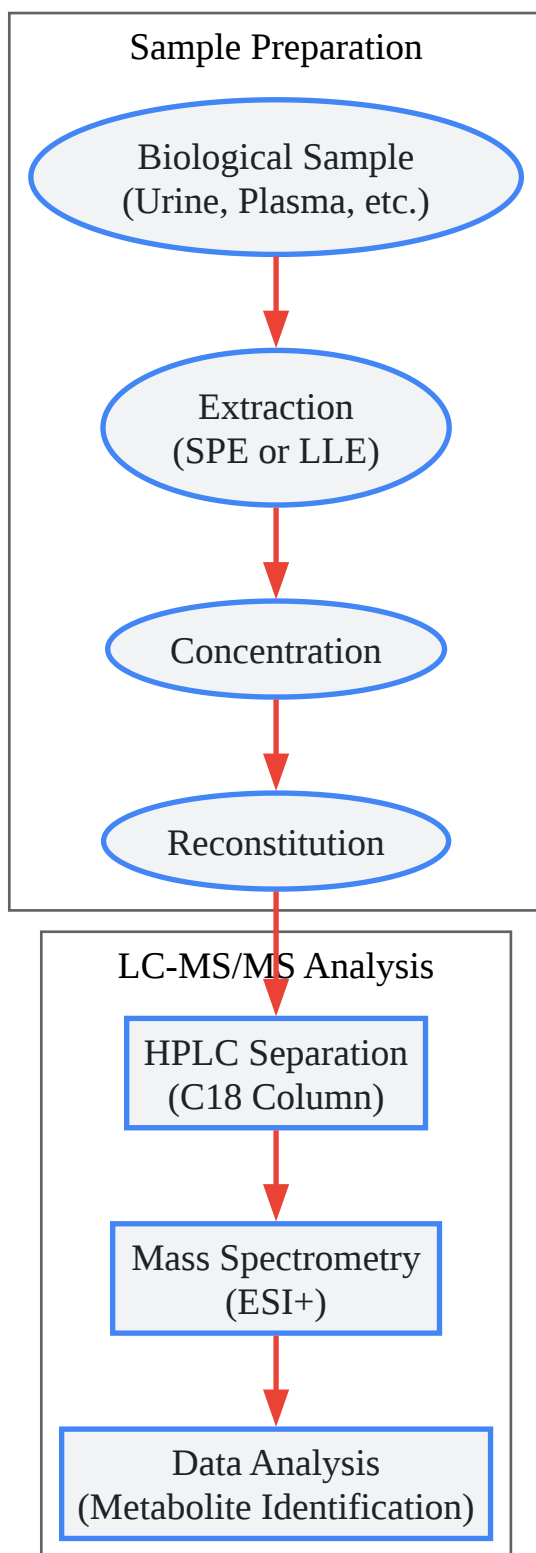 Sample Preparation
Biological Sample
(Urine, Plasma, etc.)
Extraction
(SPE or LLE)
Concentration
Reconstitution
LC-MS/MS Analysis
HPLC Separation
(C18 Column)
Mass Spectrometry
(ESI+)
Data Analysis
(Metabolite Identification)